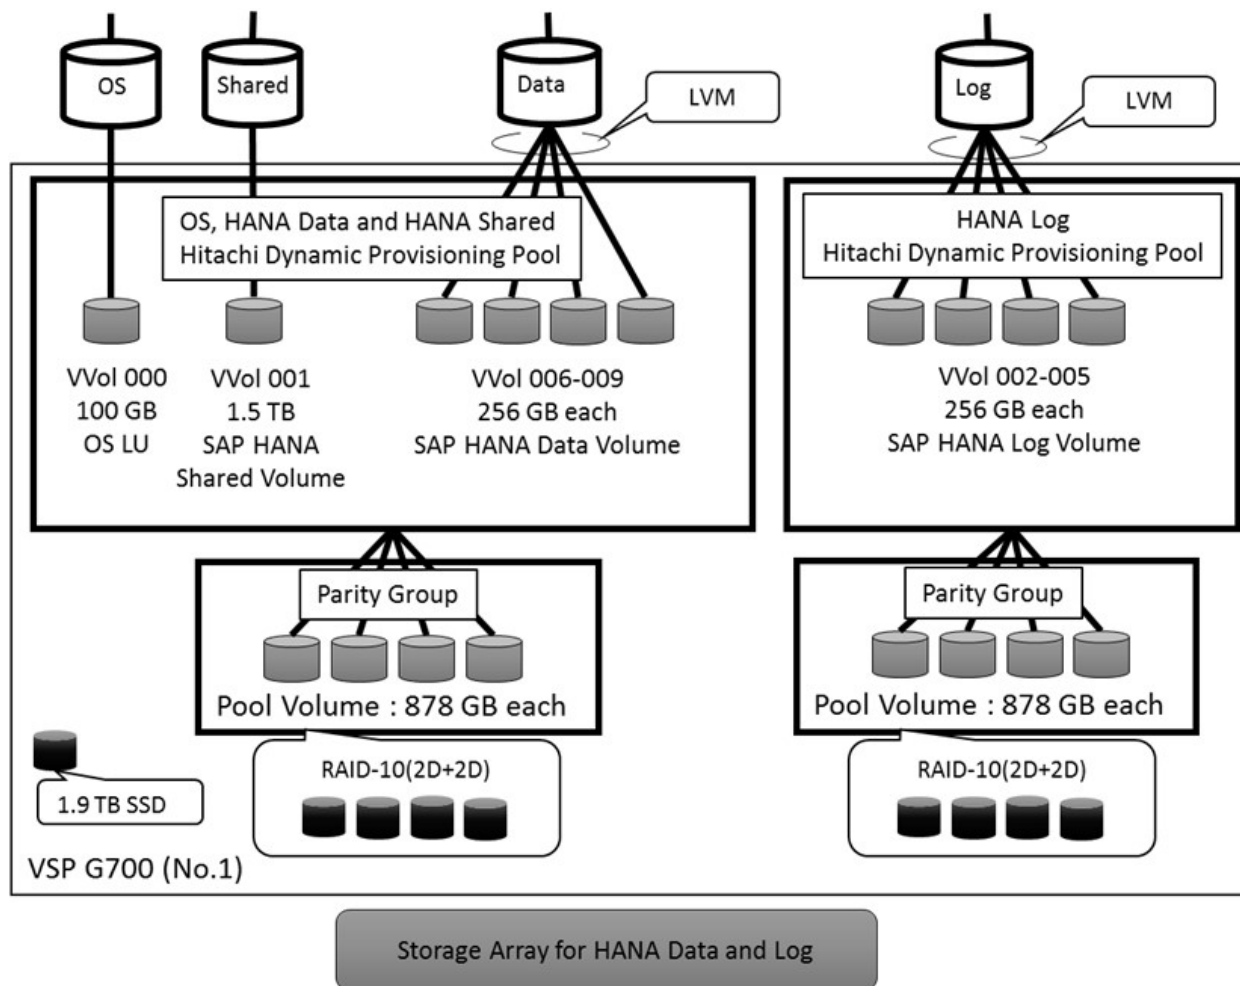 OS
Shared
Data
LVM
Log
LVM
OS, HANA Data and HANA Shared
Hitachi Dynamic Provisioning Pool
HANA Log
Hitachi Dynamic Provisioning Pool
VVol 000
100 GB
OS LU
VVol 001
1.5 TB
SAP HANA
Shared Volume
VVol 006-009
256 GB each
SAP HANA Data Volume
VVol 002-005
256 GB each
SAP HANA Log Volume
Parity Group
Pool Volume : 878 GB each
Parity Group
Pool Volume : 878 GB each
RAID-10(2D+2D)
RAID-10(2D+2D)
1.9 TB SSD
VSP G700 (No.1)
Storage Array for HANA Data and Log